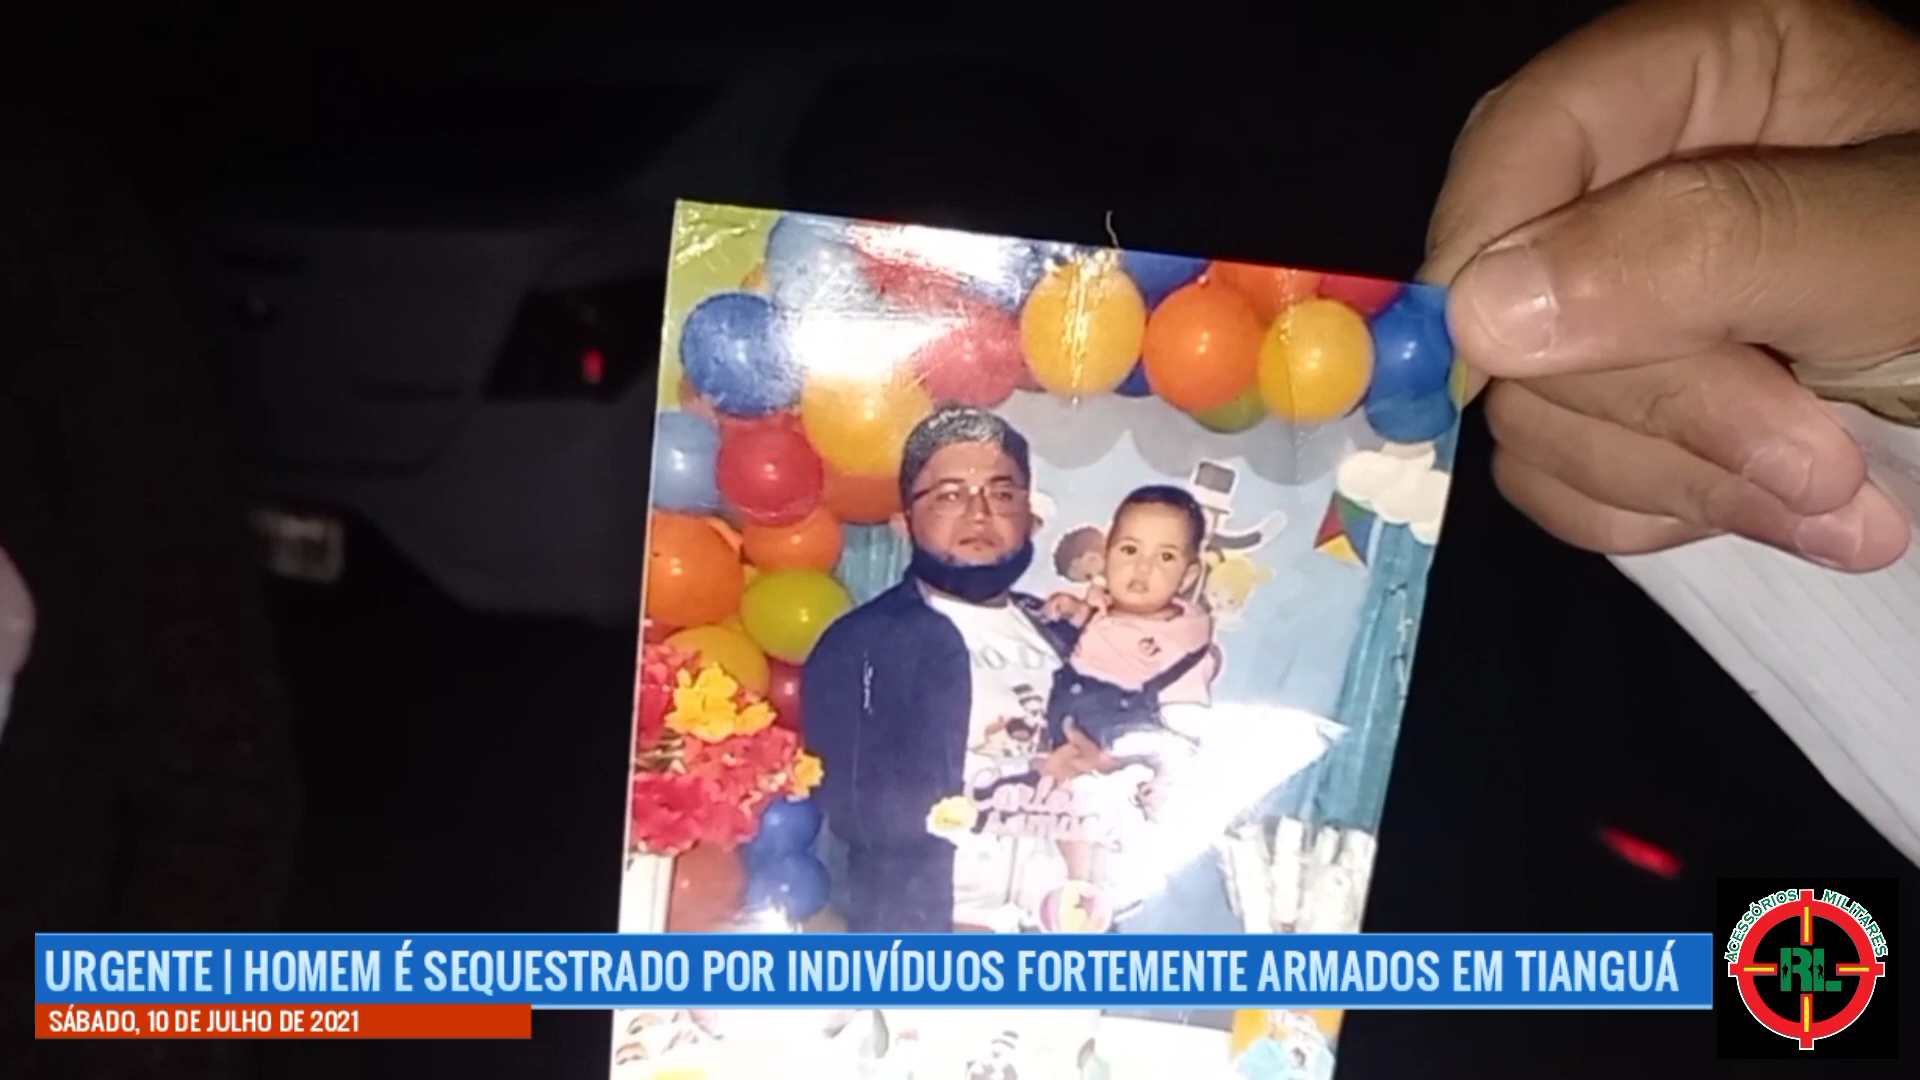 URGENTE | HOMEM É SEQUESTRADO POR INDIVÍDUOS FORTEMENTE ARMADOS EM TIANGUÁ
SÁBADO, 10 DE JULHO DE 2021
ACESSÓRIOS MILITARES
RL